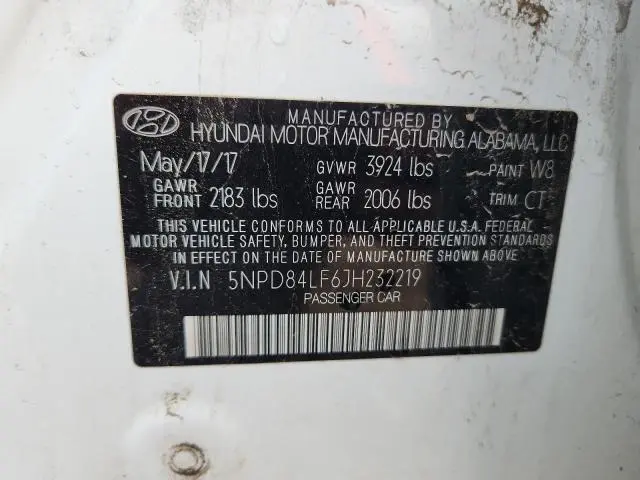 MANUFACTURED BY
HYUNDAI MOTOR MANUFACTURING ALABAMA, LLC
May/17/17 GVWR 3924 lbs PAINT W8
GAWR FRONT 2183 lbs GAWR REAR 2006 lbs TRIM CT
THIS VEHICLE CONFORMS TO ALL APPLICABLE U.S.A. FEDERAL
MOTOR VEHICLE SAFETY, BUMPER, AND THEFT PREVENTION STANDARDS
IN EFFECT ON THE DATE OF MANUFACTURE SHOWN ABOVE.
V.I.N 5NPD84LF6JH232219
PASSENGER CAR